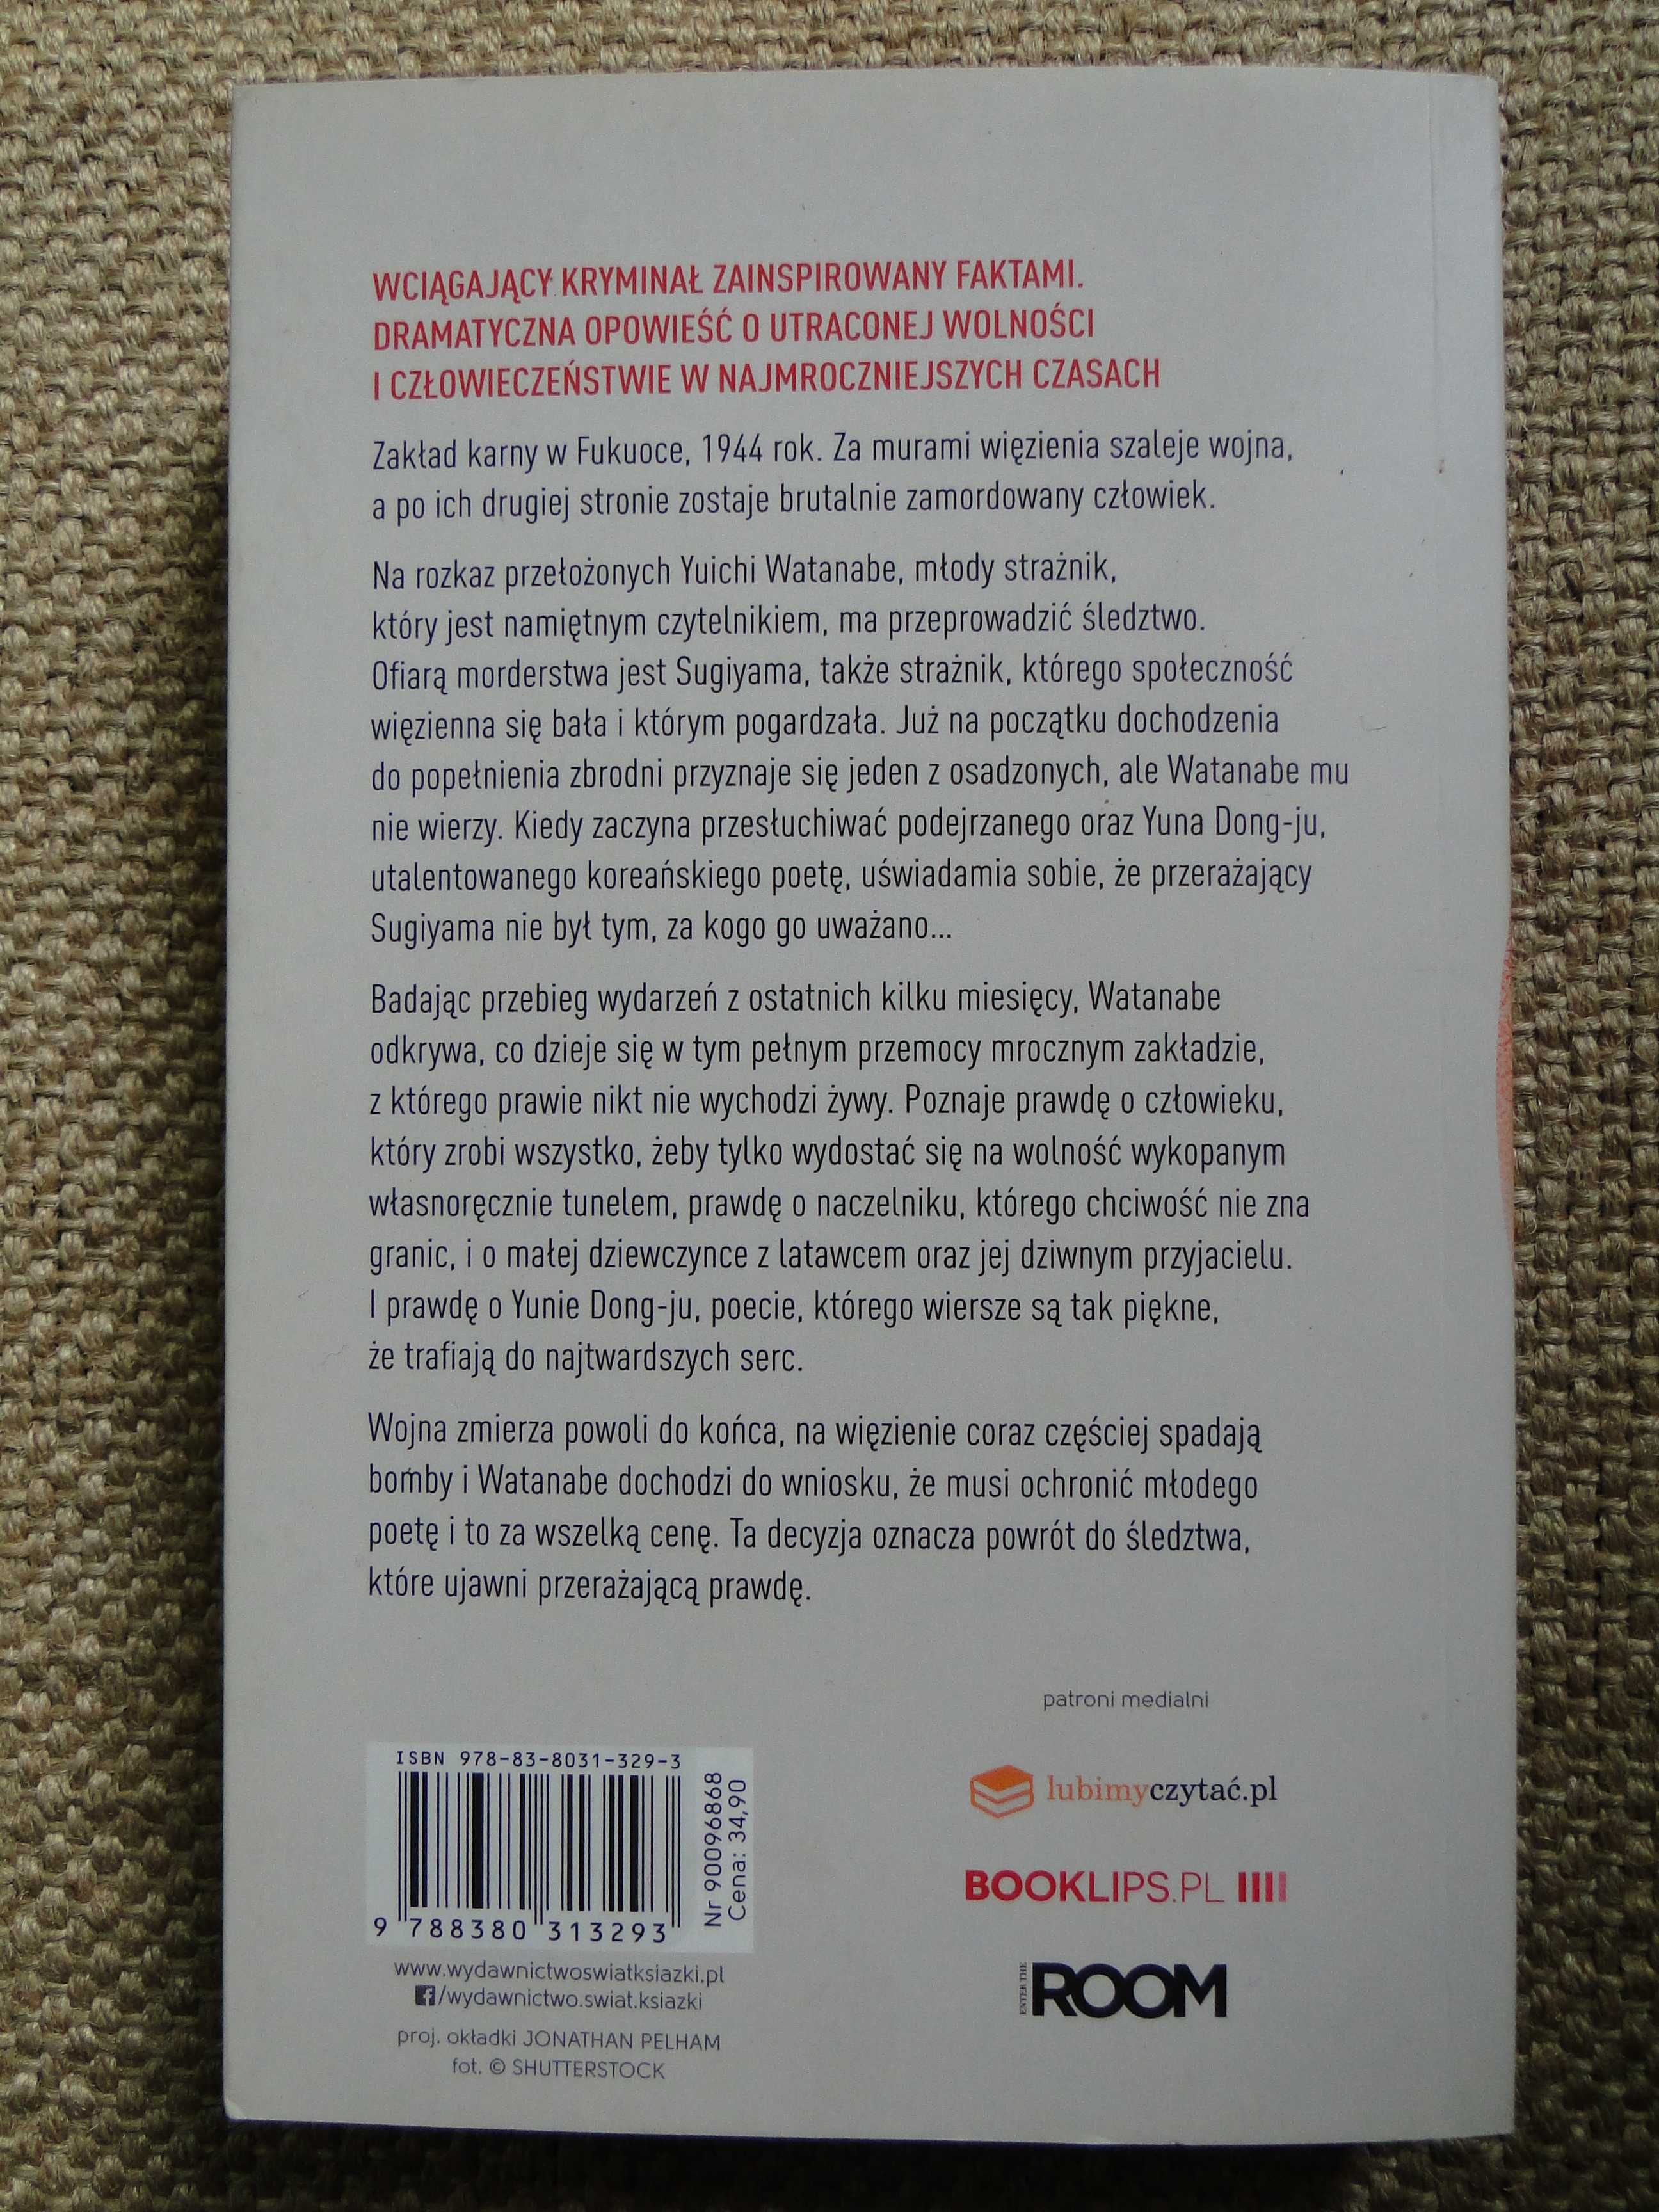 WCIĄGAJĄCY KRYMINAŁ ZAINSPIROWANY FAKTAMI.
DRAMATYCZNA OPOWIEŚĆ O UTRACONEJ WOLNOŚCI
I CZŁOWIECZEŃSTWIE W NAJMROCZNIEJSZYCH CZASACH
Zakład karny w Fukuoce, 1944 rok. Za murami więzienia szaleje wojna,
a po ich drugiej stronie zostaje brutalnie zamordowany człowiek.
Na rozkaz przełożonych Yuichi Watanabe, młody strażnik,
który jest namiętnym czytelnikiem, ma przeprowadzić śledztwo.
Ofiarą morderstwa jest Sugiyama, także strażnik, którego społeczność
więzienna się bała i którym pogardzała. Już na początku dochodzenia
do popełnienia zbrodni przyznaje się jeden z osadzonych, ale Watanabe mu
nie wierzy. Kiedy zaczyna przesłuchiwać podejrzanego oraz Yuna Dong-ju,
utalentowanego koreańskiego poetę, uświadamia sobie, że przerażający
Sugiyama nie był tym, za kogo go uważano...
Badając przebieg wydarzeń z ostatnich kilku miesięcy, Watanabe
odkrywa, co dzieje się w tym pełnym przemocy mrocznym zakładzie,
z którego prawie nikt nie wychodzi żywy. Poznaje prawdę o człowieku,
który zrobi wszystko, żeby tylko wydostać się na wolność wykopanym
własnoręcznie tunelem, prawdę o naczelniku, którego chciwość nie zna
granic, i o małej dziewczynce z latawcem oraz jej dziwnym przyjacielu.
I prawdę o Yunie Dong-ju, poecie, którego wiersze są tak piękne,
że trafiają do najtwardszych serc.
Wojna zmierza powoli do końca, na więzienie coraz częściej spadają
bomby i Watanabe dochodzi do wniosku, że musi ochronić młodego
poetę i to za wszelką cenę. Ta decyzja oznacza powrót do śledztwa,
które ujawni przerażającą prawdę.
patroni medialni
lubimyczytać.pl
BOOKLIPS.PL
ENTER THE ROOM
ISBN 978-83-8031-329-3
9 788380 313293
Nr 90096868
Cena: 34,90
www.wydawnictwoswiatksiazki.pl
/wydawnictwo.swiat.ksiazki
proj. okładki JONATHAN PELHAM
fot. © SHUTTERSTOCK